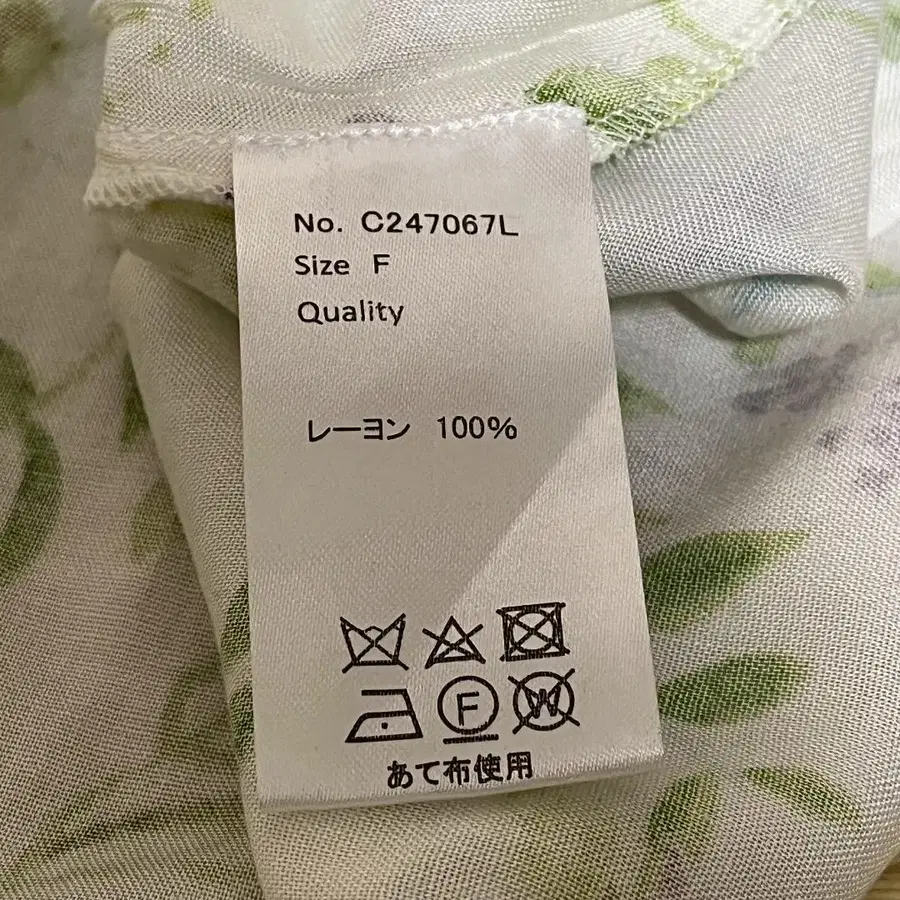 No. C247067L
Size F
Quality
レーヨン 100%
F W
あて布使用